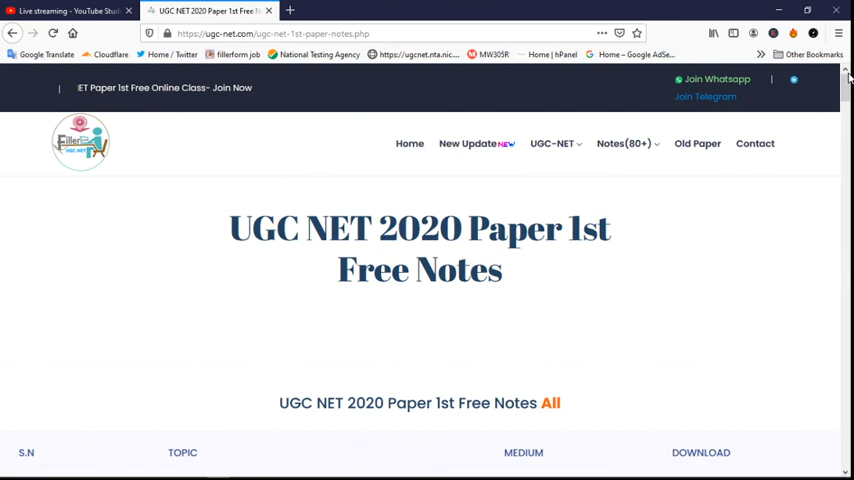 Live streaming - YouTube Stud
UGC NET 2020 Paper 1st Free N
https://ugc-net.com/ugc-net-1st-paper-notes.php
Google Translate
Cloudflare
Home / Twitter
fillerform job
National Testing Agency
https://ugcnet.nta.nic....
MW305R
Home | hPanel
Home – Google AdSe...
Other Bookmarks
ET Paper 1st Free Online Class- Join Now
Join Whatsapp
Join Telegram
Filler
UGC-NET
Home
New Update NEW
UGC-NET
Notes(80+)
Old Paper
Contact
UGC NET 2020 Paper 1st
Free Notes
UGC NET 2020 Paper 1st Free Notes All
S.N
TOPIC
MEDIUM
DOWNLOAD